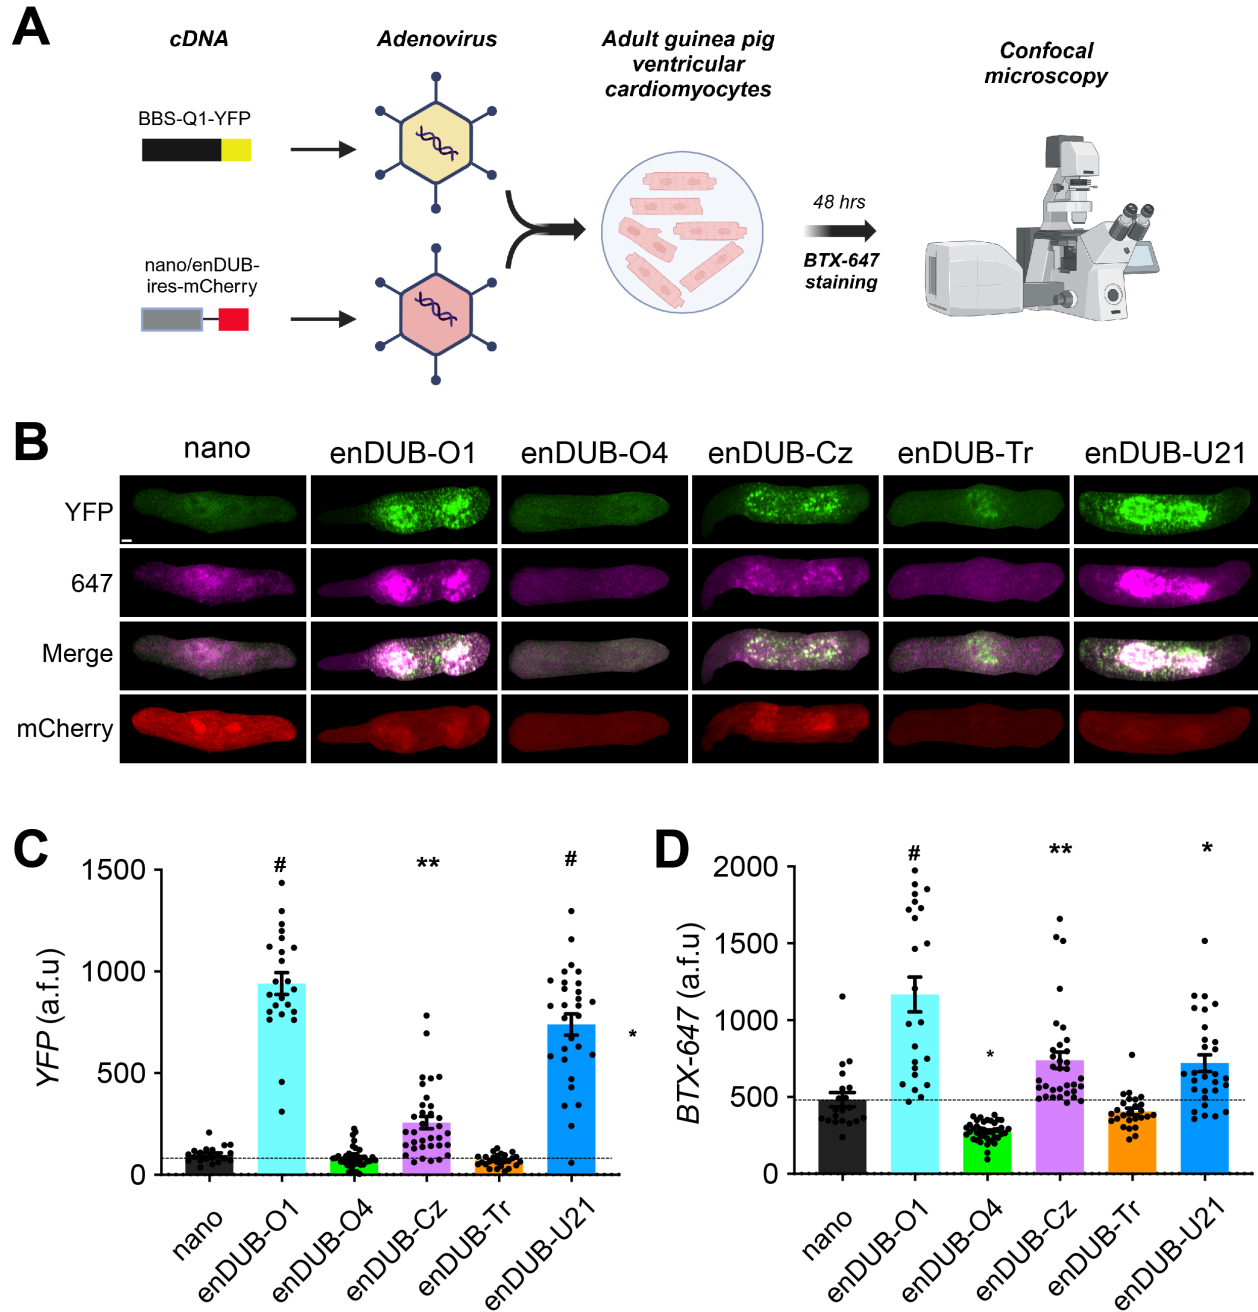 A
cDNA
Adenovirus
Adult guinea pig
ventricular
cardiomyocytes
Confocal
microscopy
BBS-Q1-YFP
nano/enDUB-
ires-mCherry
48 hrs
BTX-647
staining
B
nano
enDUB-O1
enDUB-O4
enDUB-Cz
enDUB-Tr
enDUB-U21
YFP
647
Merge
mCherry
C
YFP (a.f.u)
1500
1000
500
0
#
**
#
*
nano
enDUB-O1
enDUB-O4
enDUB-Cz
enDUB-Tr
enDUB-U21
D
BTX-647 (a.f.u)
2000
1500
1000
500
0
#
*
**
*
nano
enDUB-O1
enDUB-O4
enDUB-Cz
enDUB-Tr
enDUB-U21